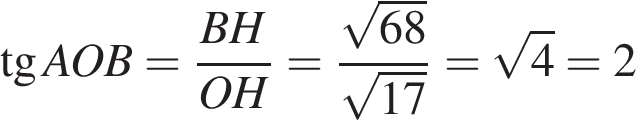 tg AOB = BH/OH = √68/√17 = √4 = 2